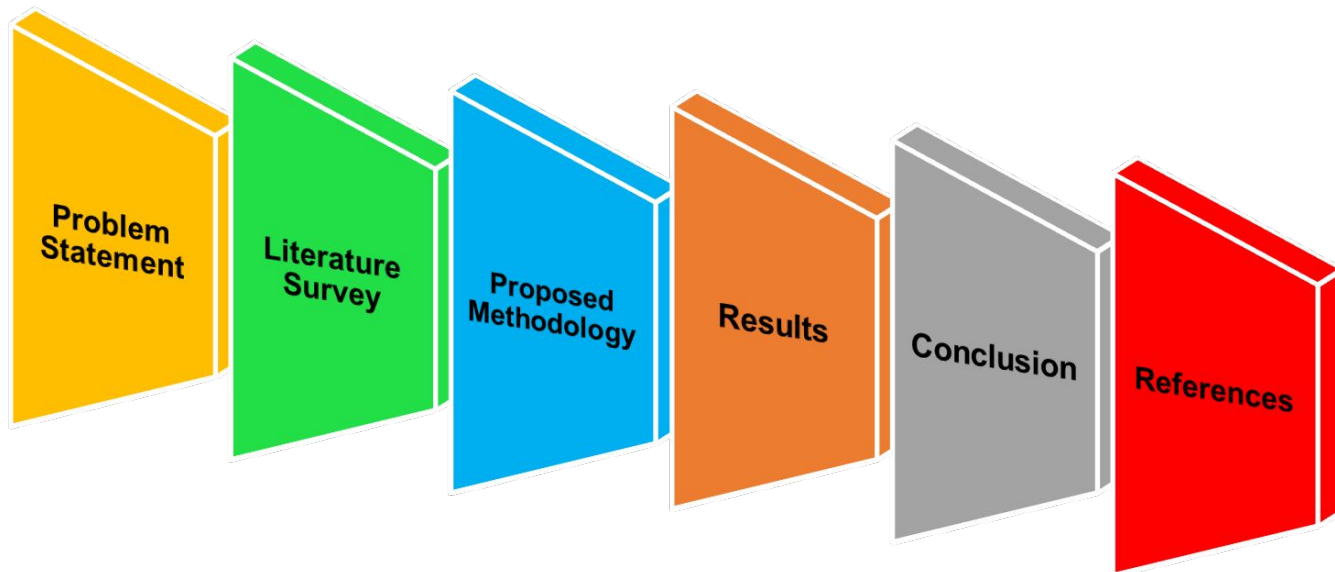 Problem
Statement
Literature
Survey
Proposed
Methodology
Results
Conclusion
References